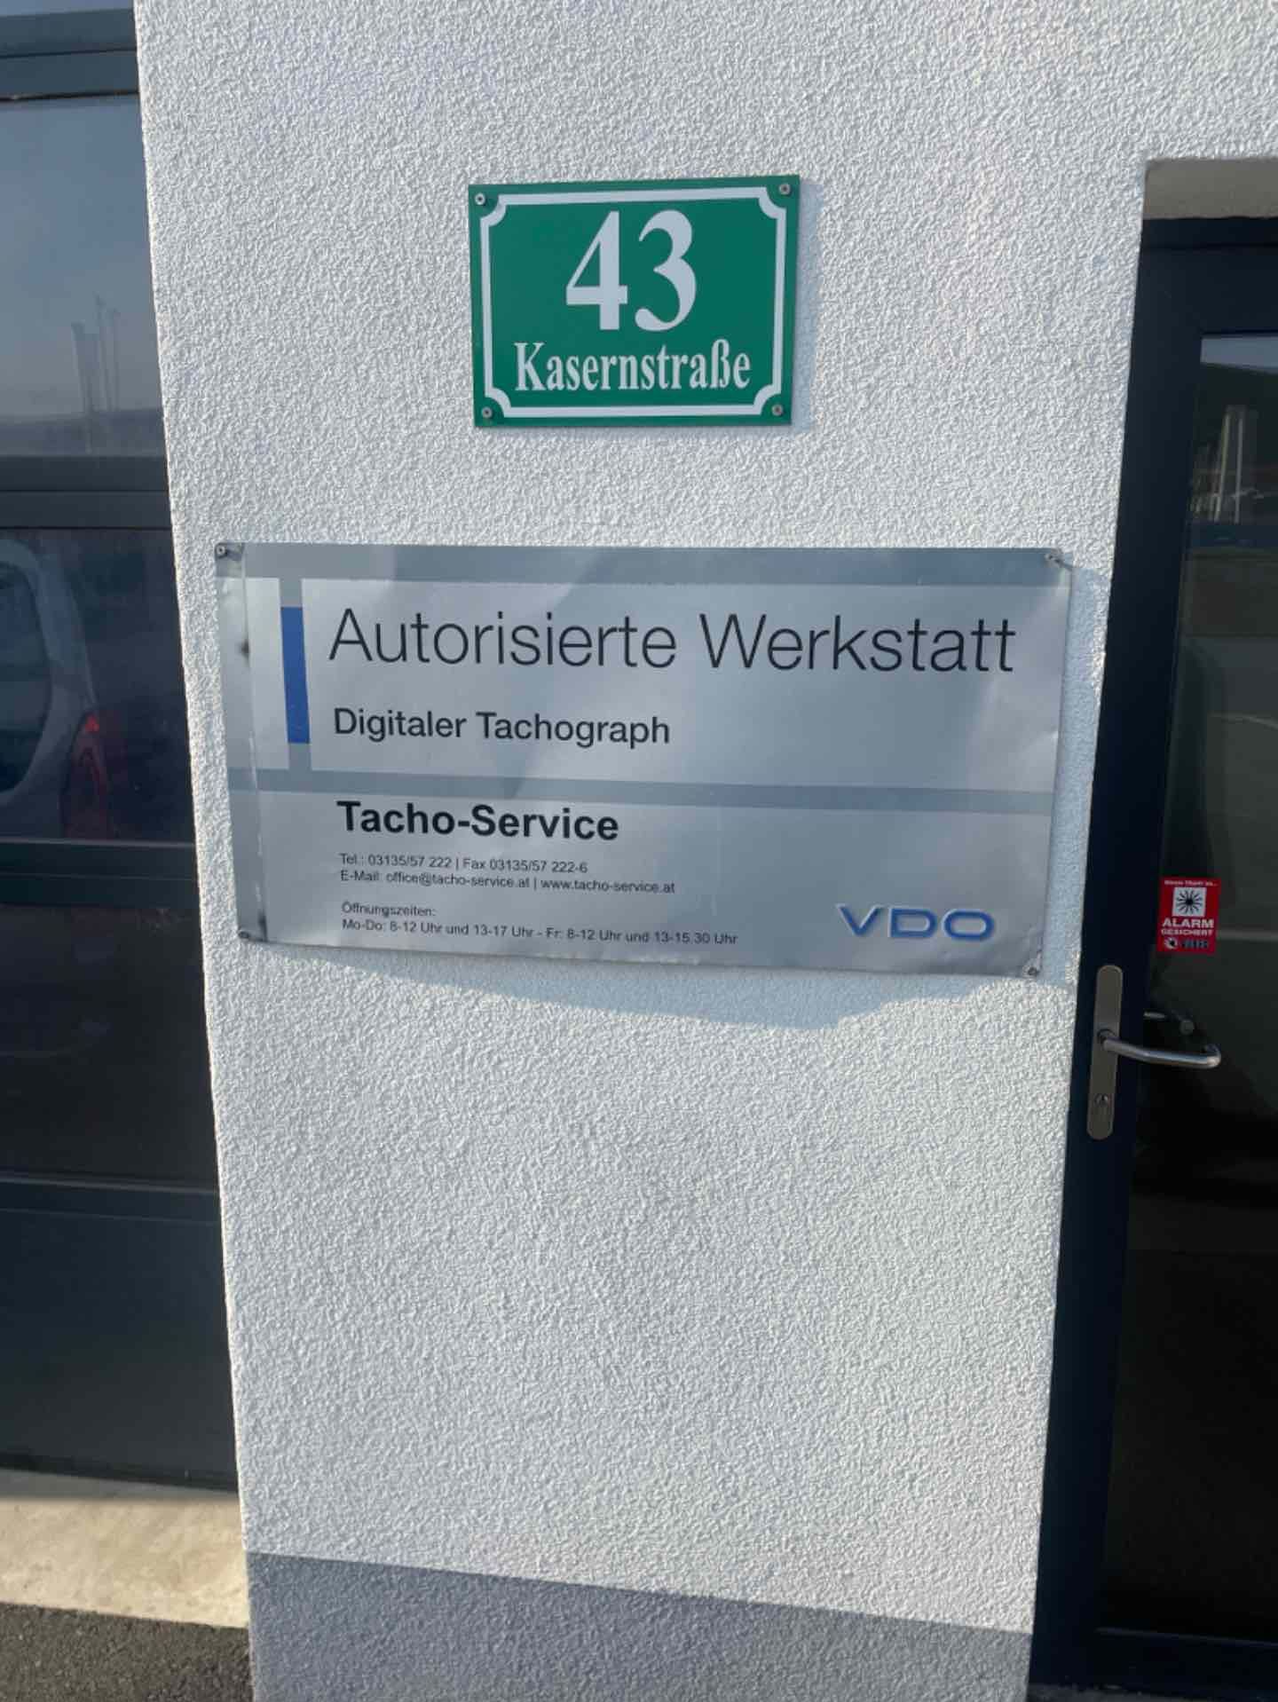 43
Kasernstraße
Autorisierte Werkstatt
Digitaler Tachograph
Tacho-Service
Tel.: 03135/57 222 | Fax 03135/57 222-6
E-Mail: office@tacho-service.at | www.tacho-service.at
Öffnungszeiten:
Mo-Do: 8-12 Uhr und 13-17 Uhr - Fr: 8-12 Uhr und 13-15.30 Uhr
VDO
ALARM
GESICHERT